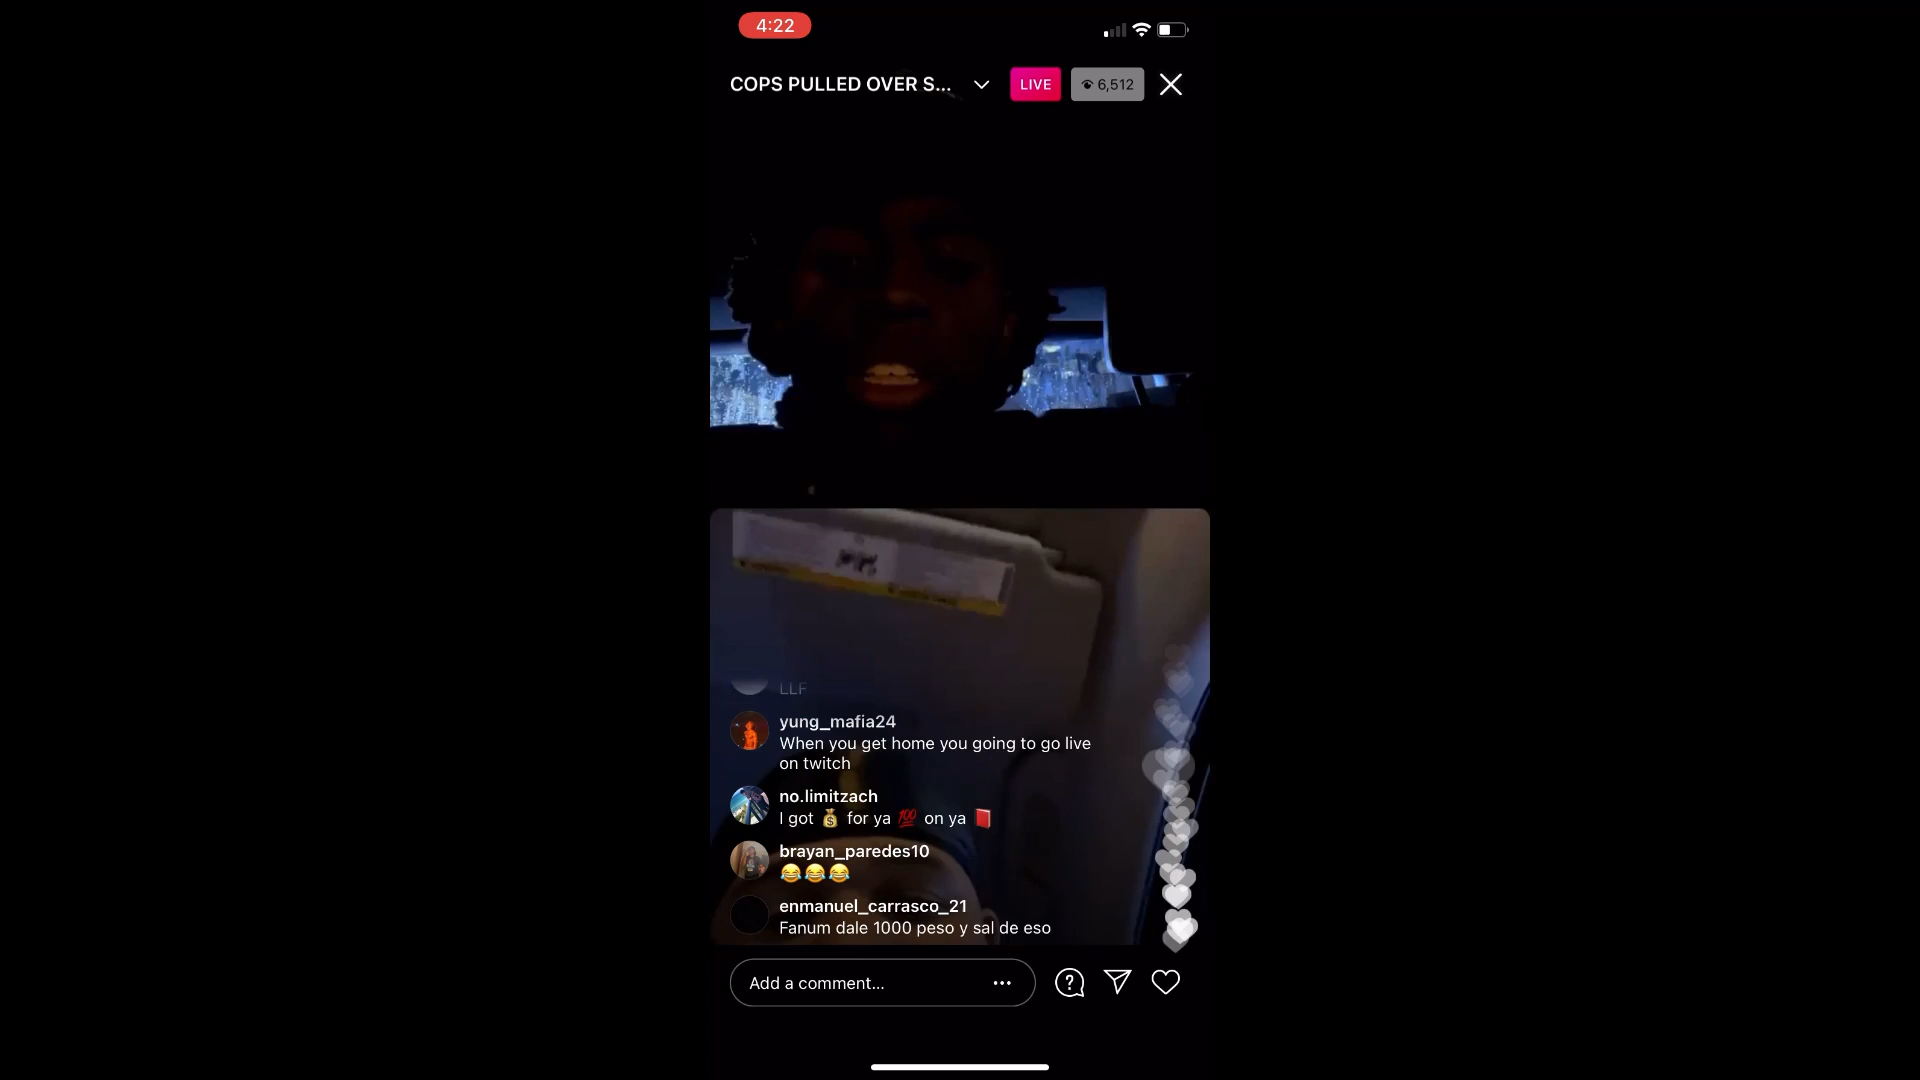 4:22
COPS PULLED OVER S...
LIVE
6,512
LLF
yung_mafia24
When you get home you going to go live
on twitch
no.limitzach
I got 💰 for ya 💯 on ya 📕
brayan_paredes10
😂😂😂
enmanuel_carrasco_21
Fanum dale 1000 peso y sal de eso
Add a comment...